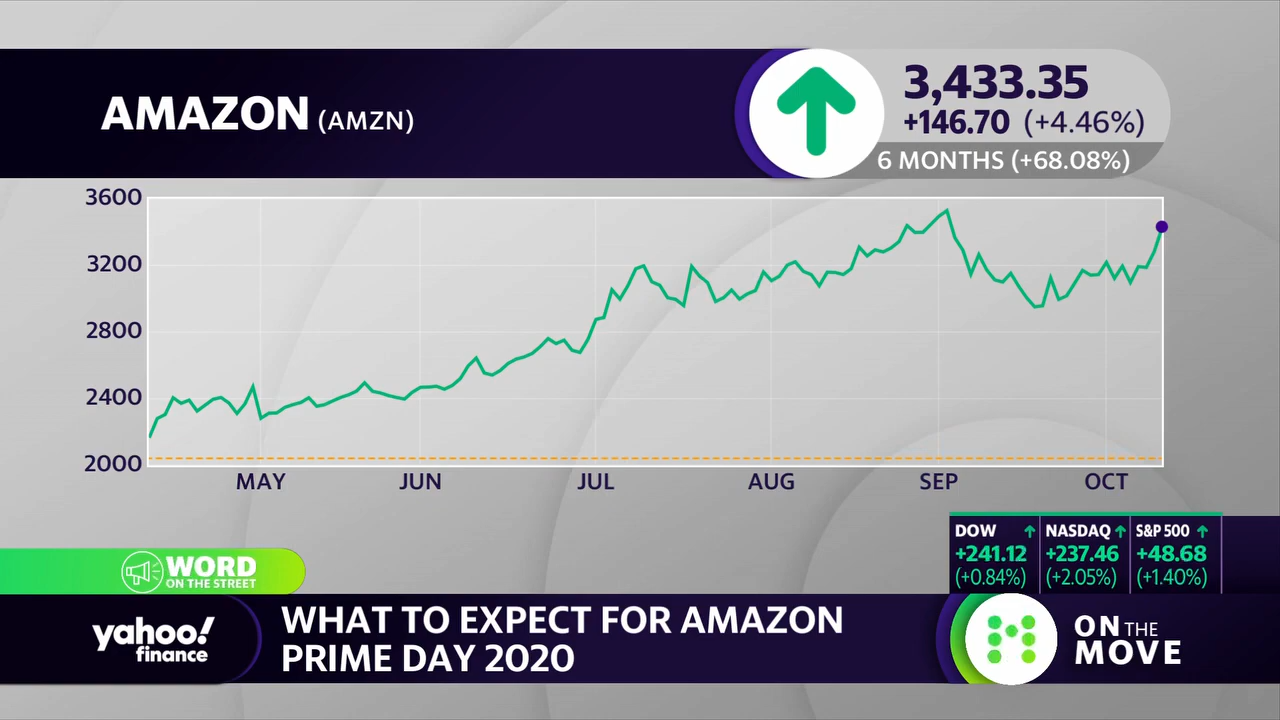 AMAZON (AMZN)
3,433.35
+146.70 (+4.46%)
6 MONTHS (+68.08%)
3600
3200
2800
2400
2000
MAY JUN JUL AUG SEP OCT
DOW NASDAQ S&P 500
+241.12 +237.46 +48.68
(+0.84%) (+2.05%) (+1.40%)
WORD
ON THE STREET
yahoo!
finance
WHAT TO EXPECT FOR AMAZON
PRIME DAY 2020
ON THE
MOVE